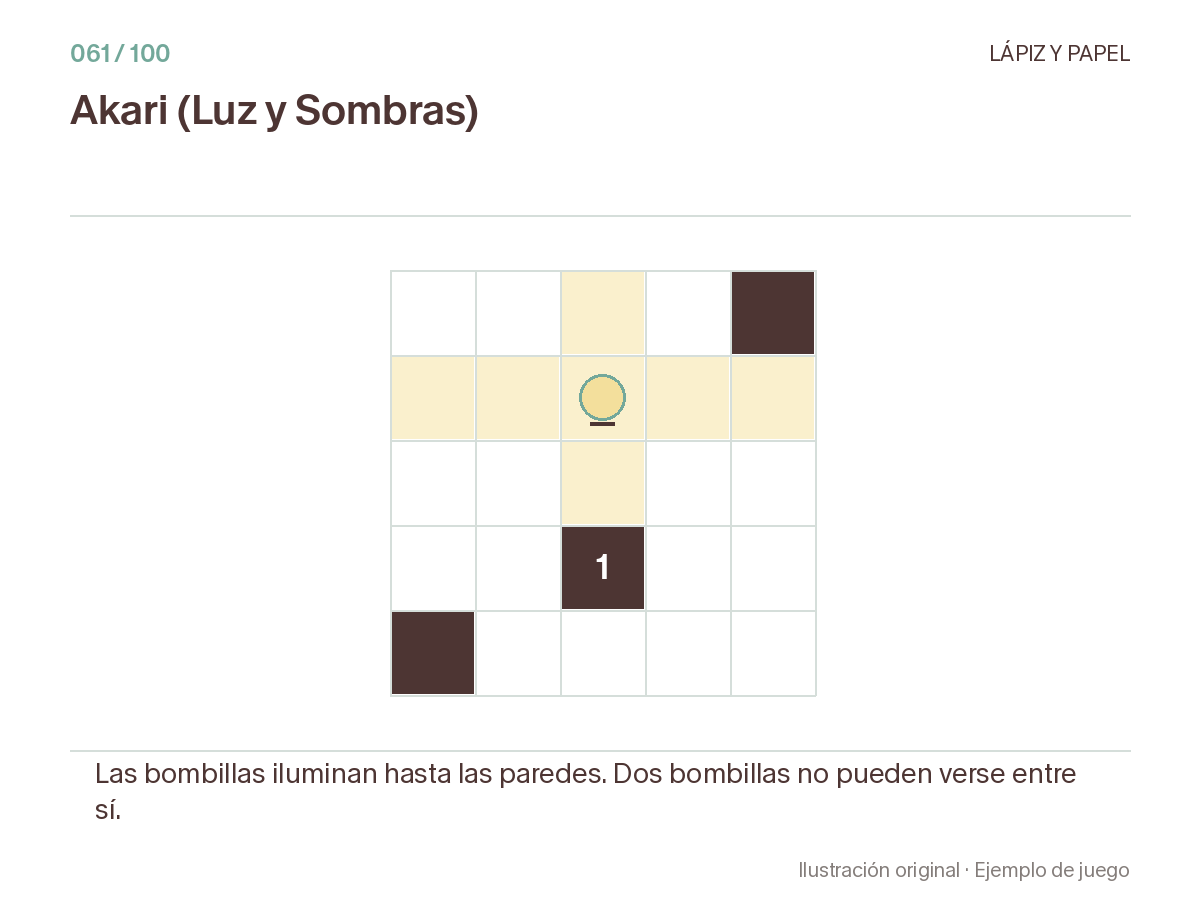 061 / 100
LÁPIZ Y PAPEL
Akari (Luz y Sombras)
1
Las bombillas iluminan hasta las paredes. Dos bombillas no pueden verse entre
sí.
Ilustración original · Ejemplo de juego